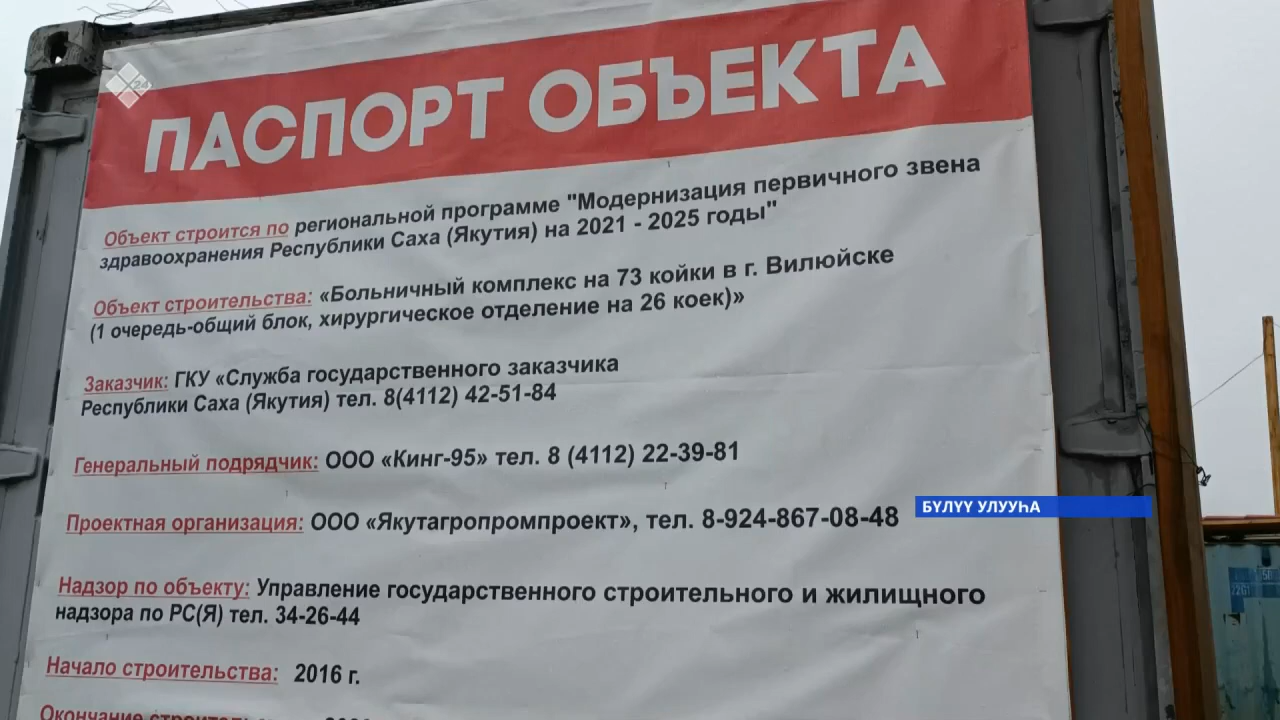 ПАСПОРТ ОБЪЕКТА
Объект строится по региональной программе "Модернизация первичного звена
здравоохранения Республики Саха (Якутия) на 2021 - 2025 годы"
Объект строительства: «Больничный комплекс на 73 койки в г. Вилюйске
(1 очередь-общий блок, хирургическое отделение на 26 коек)»
Заказчик: ГКУ «Служба государственного заказчика
Республики Саха (Якутия) тел. 8(4112) 42-51-84
Генеральный подрядчик: ООО «Кинг-95» тел. 8 (4112) 22-39-81
Проектная организация: ООО «Якутагропромпроект», тел. 8-924-867-08-48
БҮЛҮҮ УЛУУҺА
Надзор по объекту: Управление государственного строительного и жилищного
надзора по РС(Я) тел. 34-26-44
Начало строительства: 2016 г.
Окончание